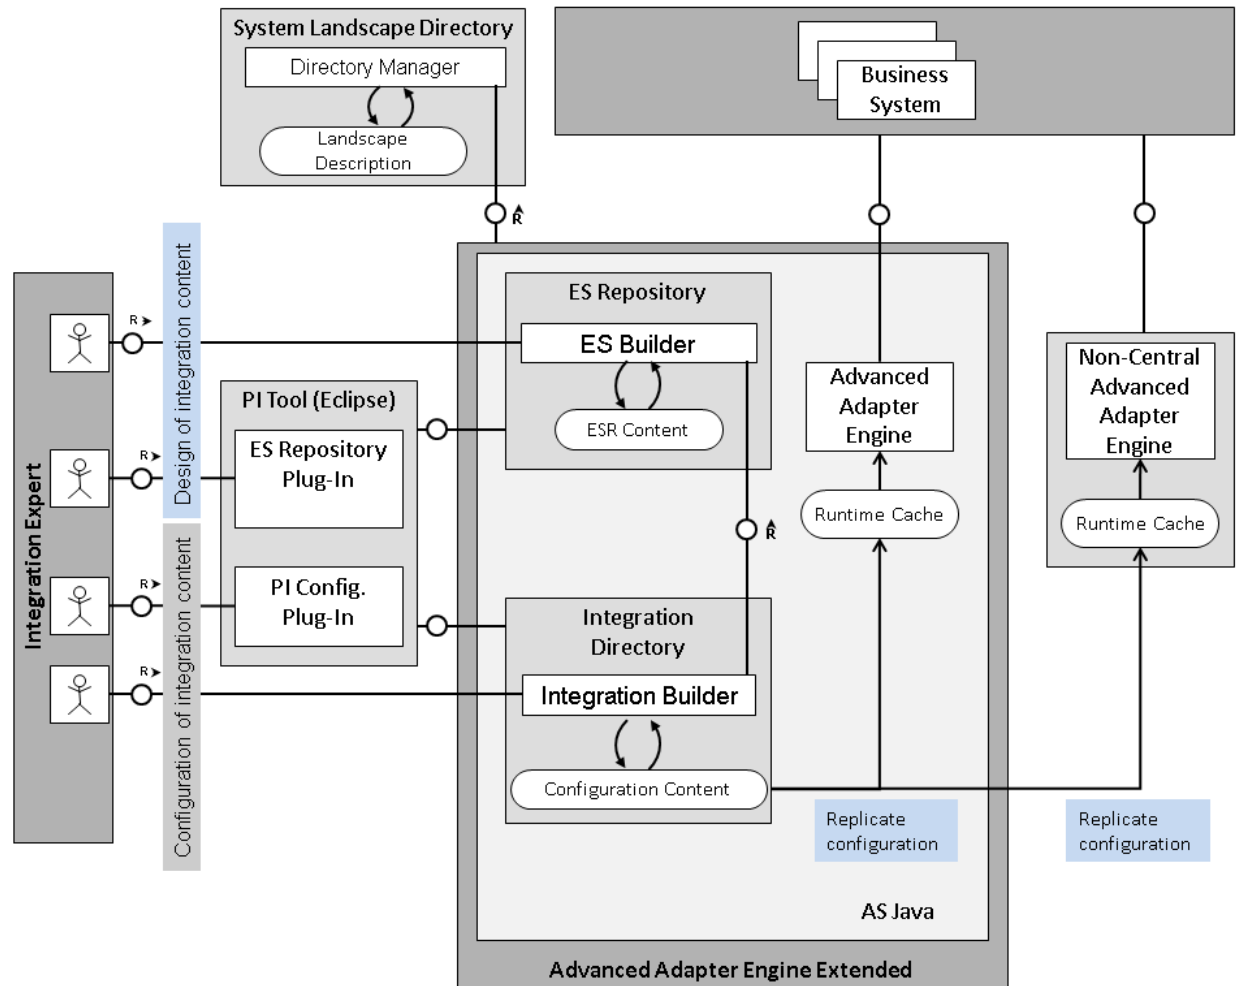 System Landscape Directory
Directory Manager
Landscape
Description
Business
System
R
Design of integration content
Configuration of integration content
Integration Expert
R
R
R
R
PI Tool (Eclipse)
ES Repository
Plug-In
PI Config.
Plug-In
ES Repository
ES Builder
ESR Content
R
Integration
Directory
Integration Builder
Configuration Content
Advanced
Adapter
Engine
Runtime Cache
Replicate
configuration
Non-Central
Advanced
Adapter
Engine
Runtime Cache
Replicate
configuration
AS Java
Advanced Adapter Engine Extended